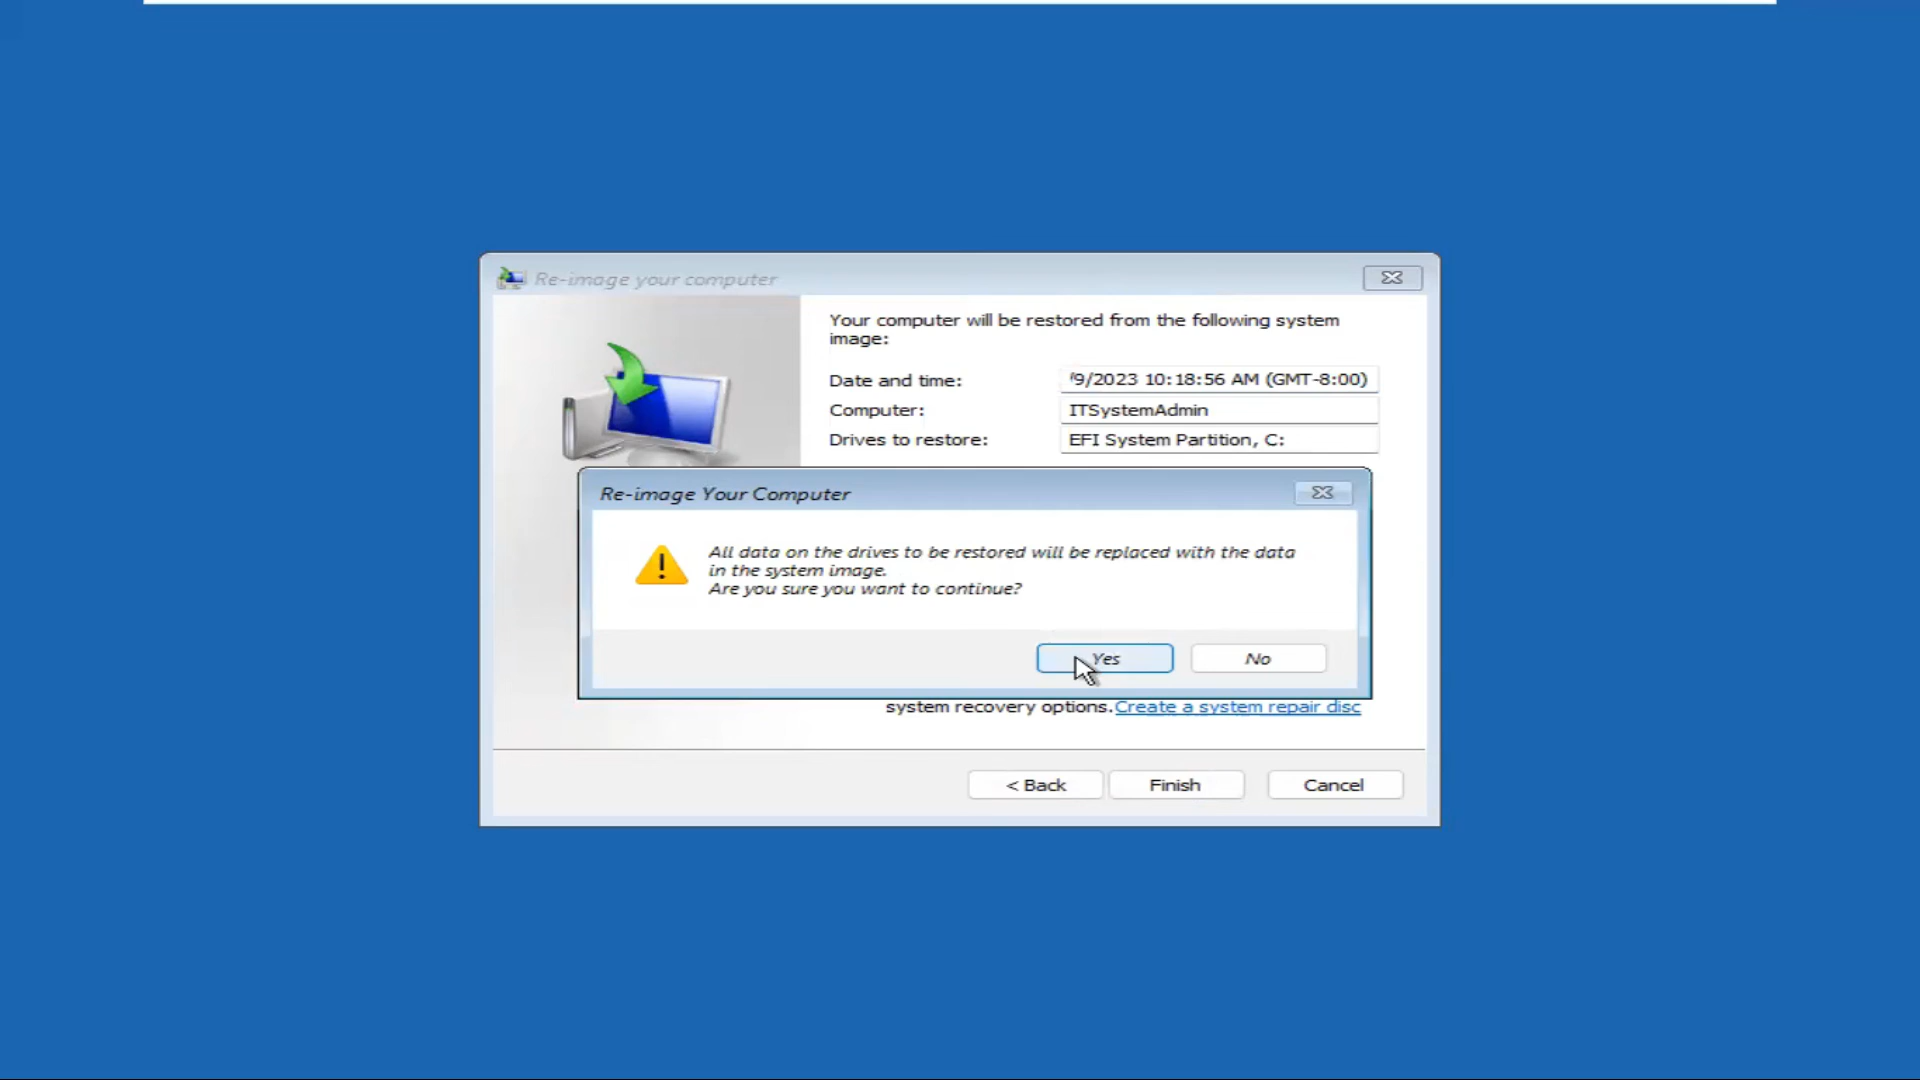 Re-image your computer
Your computer will be restored from the following system
image:
Date and time: 9/2023 10:18:56 AM (GMT-8:00)
Computer: ITSystemAdmin
Drives to restore: EFI System Partition, C:
Re-image Your Computer
All data on the drives to be restored will be replaced with the data
in the system image.
Are you sure you want to continue?
Yes No
system recovery options.Create a system repair disc
< Back Finish Cancel